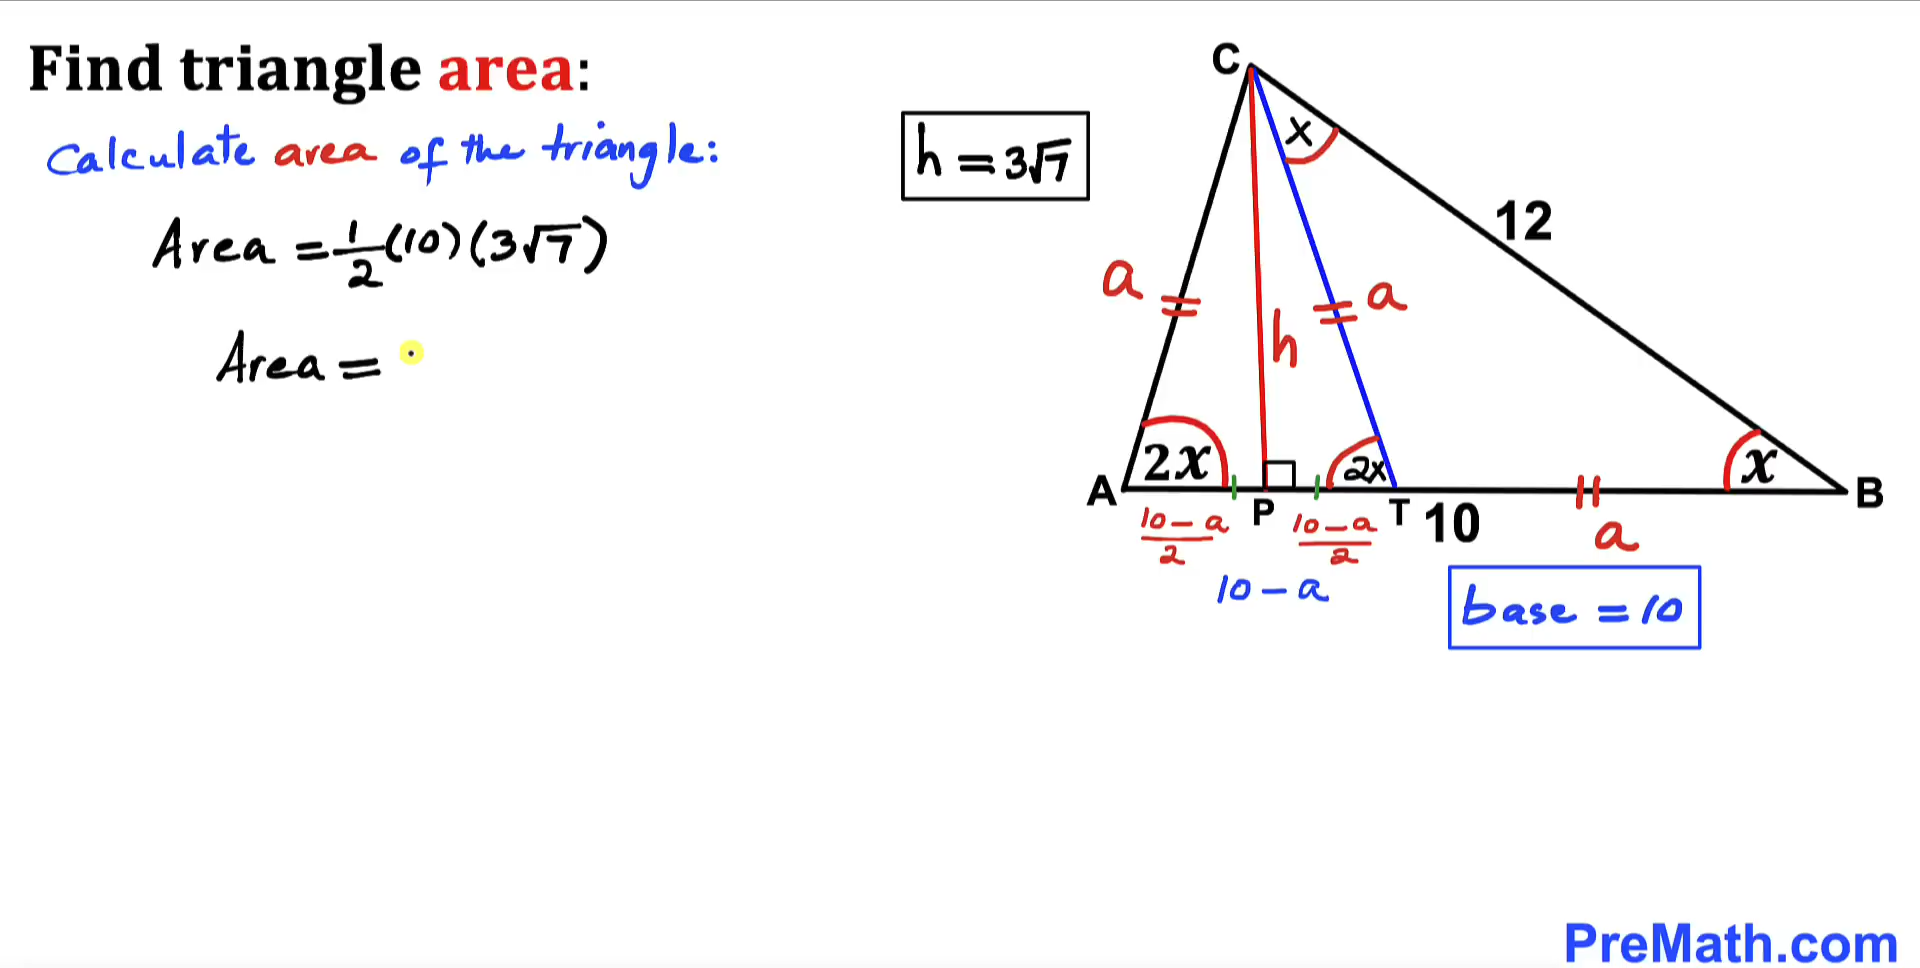 Find triangle area:
Calculate area of the triangle:
Area = 1/2 (10)(3√7)
Area =
h = 3√7
C
x
12
a
a
h
2x
2x
x
A
P
T
10
B
10-a/2
10-a/2
a
10-a
base = 10
PreMath.com